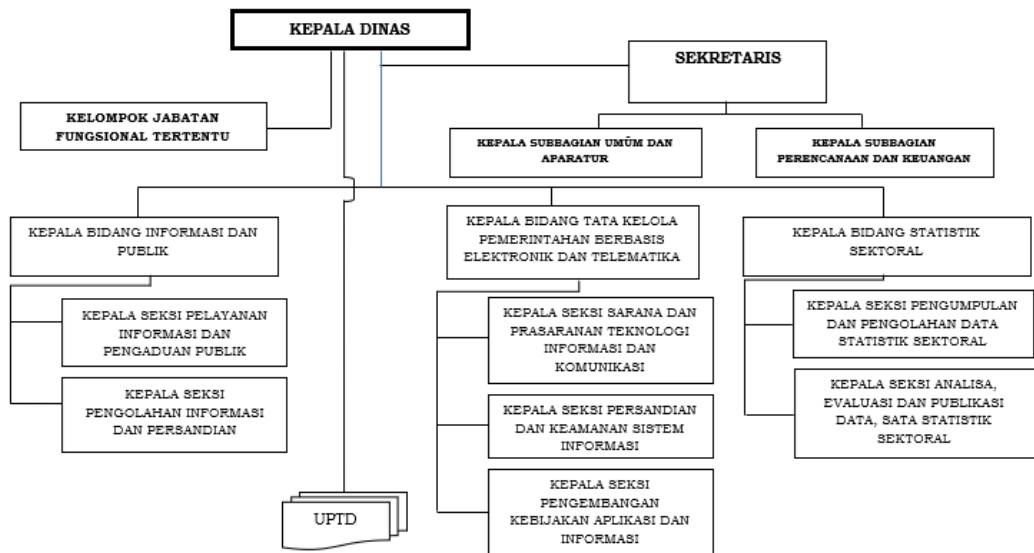 KEPALA DINAS
SEKRETARIS
KELOMPOK JABATAN
FUNGSIONAL TERTENTU
KEPALA SUBBAGIAN UMŪM DAN
APARATUR
KEPALA SUBBAGIAN
PERENCANAAN DAN KEUANGAN
KEPALA BIDANG INFORMASI DAN
PUBLIK
KEPALA BIDANG TATA KELOLA
PEMERINTAHAN BERBASIS
ELEKTRONIK DAN TELEMATIKA
KEPALA BIDANG STATISTIK
SEKTORAL
KEPALA SEKSI PELAYANAN
INFORMASI DAN
PENGADUAN PUBLIK
KEPALA SEKSI
PENGOLAHAN INFORMASI
DAN PERSANDIAN
KEPALA SEKSI SARANA DAN
PRASARANAN TEKNOLOGI
INFORMASI DAN
KOMUNIKASI
KEPALA SEKSI PERSANDIAN
DAN KEAMANAN SISTEM
INFORMASI
KEPALA SEKSI
PENGEMBANGAN
KEBIJAKAN APLIKASI DAN
INFORMASI
KEPALA SEKSI PENGUMPULAN
DAN PENGOLAHAN DATA
STATISTIK SEKTORAL
KEPALA SEKSI ANALISA,
EVALUASI DAN PUBLIKASI
DATA, SATA STATISTIK
SEKTORAL
UPTD